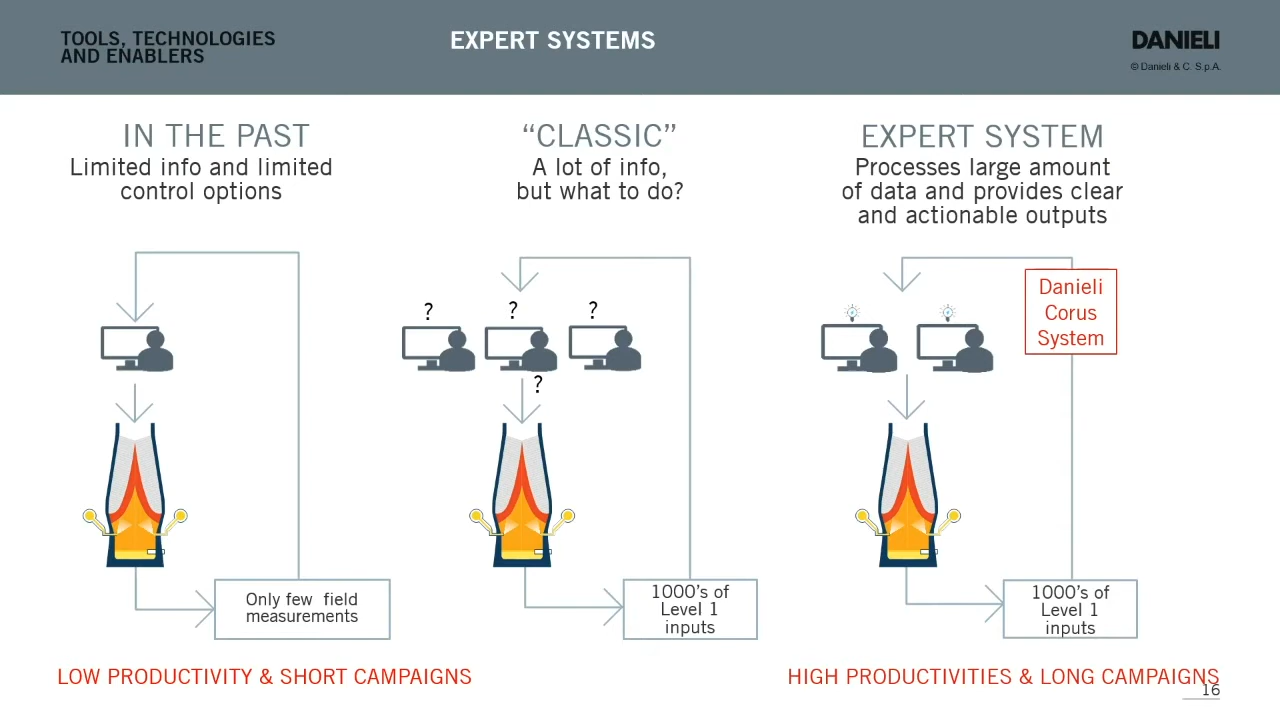 TOOLS, TECHNOLOGIES
AND ENABLERS
EXPERT SYSTEMS
DANIELI
© Danieli & C. S.p.A.
IN THE PAST
Limited info and limited
control options
“CLASSIC”
A lot of info,
but what to do?
EXPERT SYSTEM
Processes large amount
of data and provides clear
and actionable outputs
? ? ?
?
Danieli
Corus
System
Only few field
measurements
1000’s of
Level 1
inputs
1000’s of
Level 1
inputs
LOW PRODUCTIVITY & SHORT CAMPAIGNS
HIGH PRODUCTIVITIES & LONG CAMPAIGNS
16